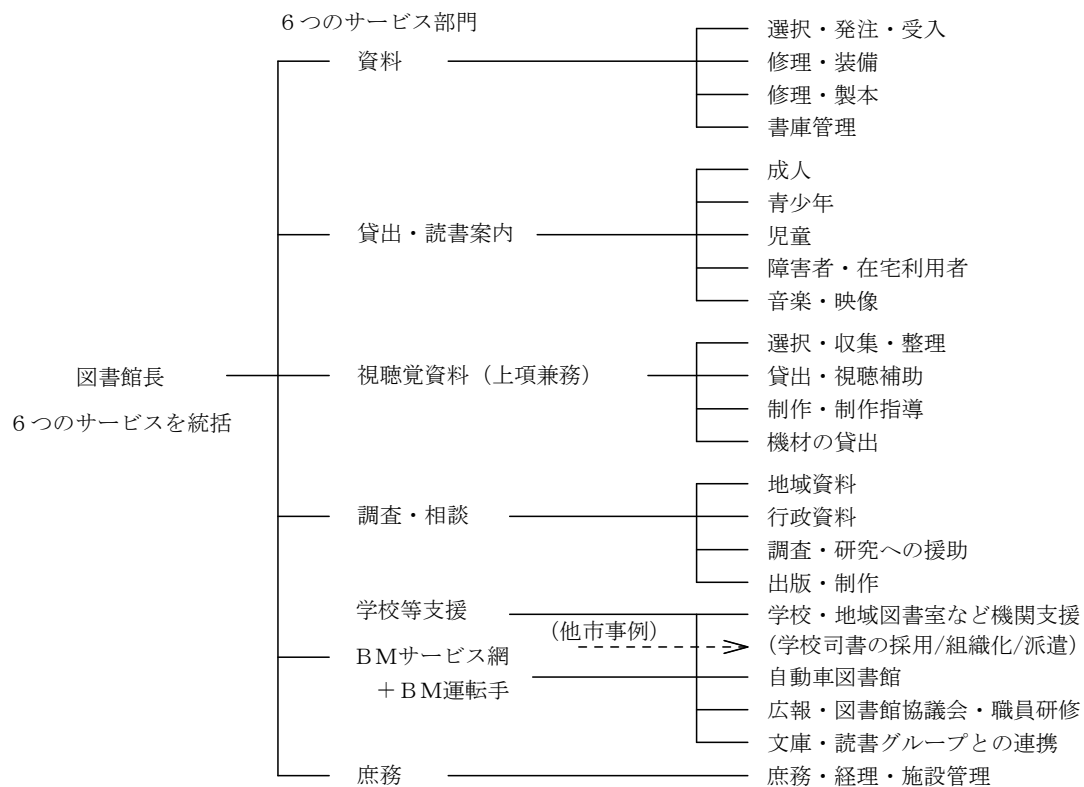 ６つのサービス部門
図書館長
６つのサービスを統括
資料
選択・発注・受入
修理・装備
修理・製本
書庫管理
貸出・読書案内
成人
青少年
児童
障害者・在宅利用者
音楽・映像
視聴覚資料（上項兼務）
選択・収集・整理
貸出・視聴補助
制作・制作指導
機材の貸出
調査・相談
地域資料
行政資料
調査・研究への援助
出版・制作
学校等支援
ＢＭサービス網
＋ＢＭ運転手
(他市事例)
学校・地域図書室など機関支援
(学校司書の採用/組織化/派遣)
自動車図書館
広報・図書館協議会・職員研修
文庫・読書グループとの連携
庶務
庶務・経理・施設管理